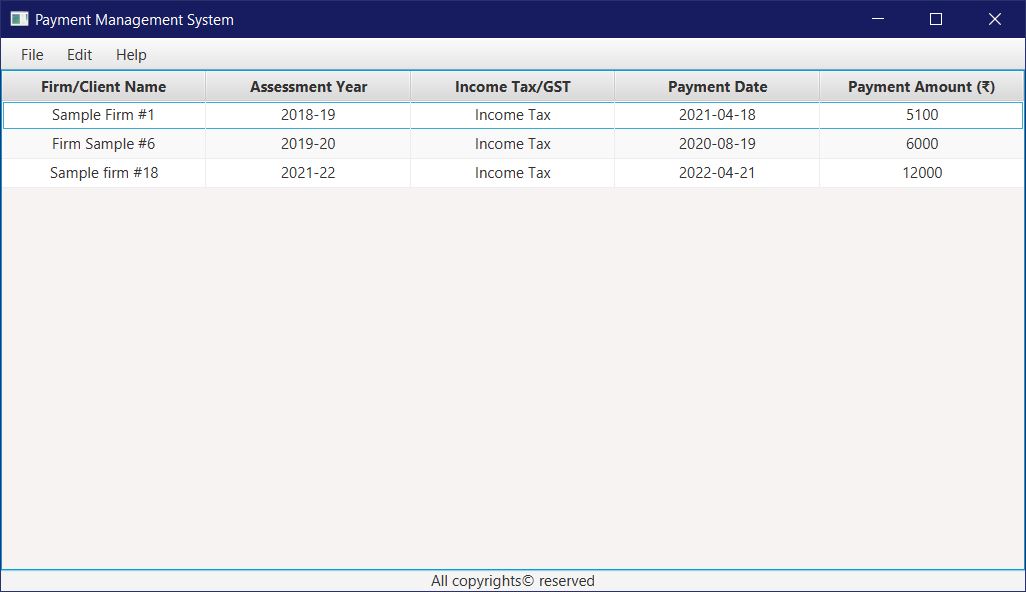 Payment Management System
File Edit Help
Firm/Client Name Assessment Year Income Tax/GST Payment Date Payment Amount (₹)
Sample Firm #1 2018-19 Income Tax 2021-04-18 5100
Firm Sample #6 2019-20 Income Tax 2020-08-19 6000
Sample firm #18 2021-22 Income Tax 2022-04-21 12000
All copyrights© reserved